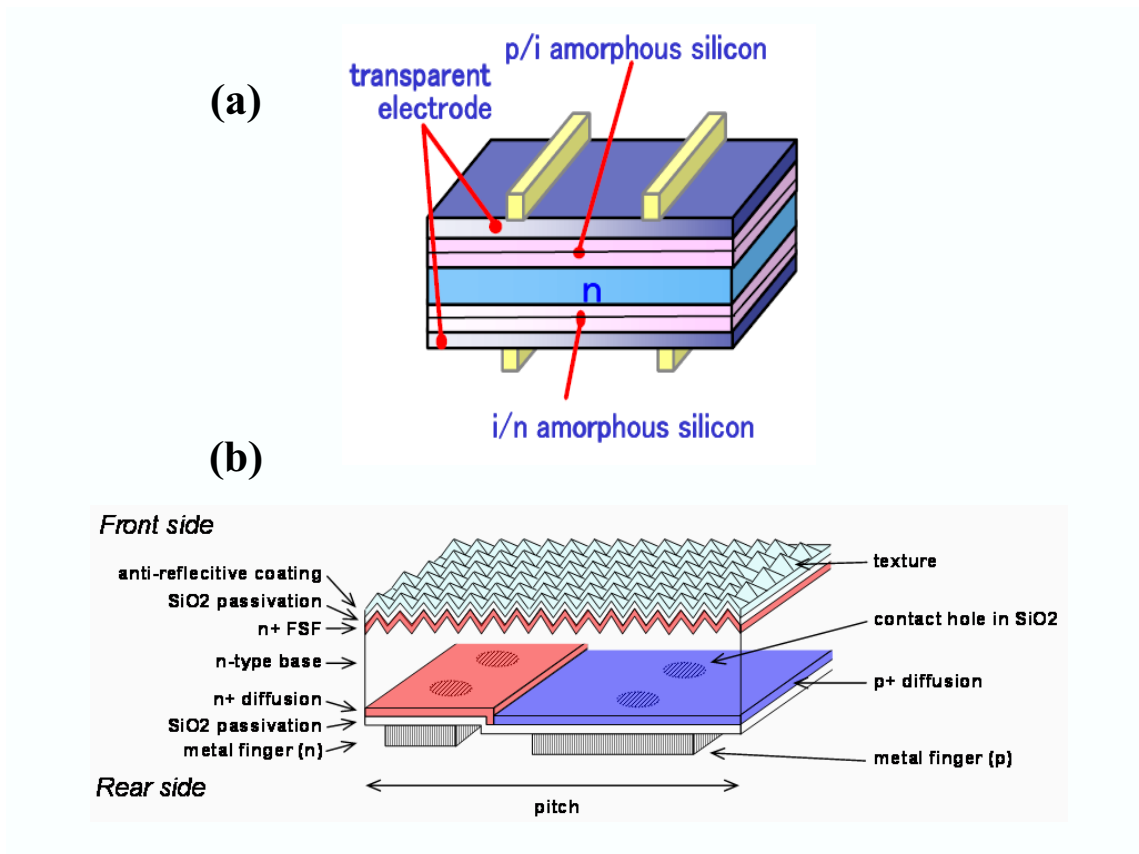 (a)
p/i amorphous silicon
transparent
electrode
n
i/n amorphous silicon
(b)
Front side
anti-reflecitive coating
SiO2 passivation
n+ FSF
n-type base
n+ diffusion
SiO2 passivation
metal finger (n)
Rear side
texture
contact hole in SiO2
p+ diffusion
metal finger (p)
pitch